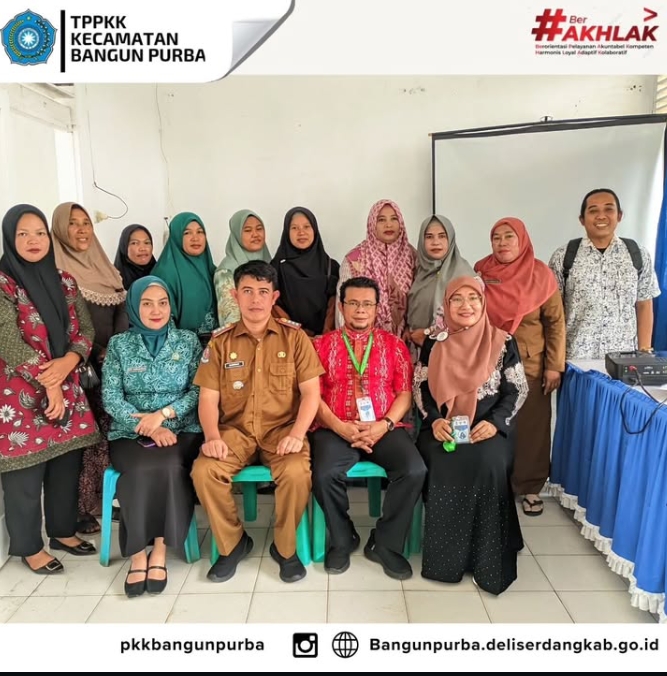 TPPKK
KECAMATAN
BANGUN PURBA
#Ber
AKHLAK
Berorientasi Pelayanan Akuntabel Kompeten
Harmonis Loyal Adaptif Kolaboratif
pkkbangunpurba
Bangunpurba.deliserdangkab.go.id